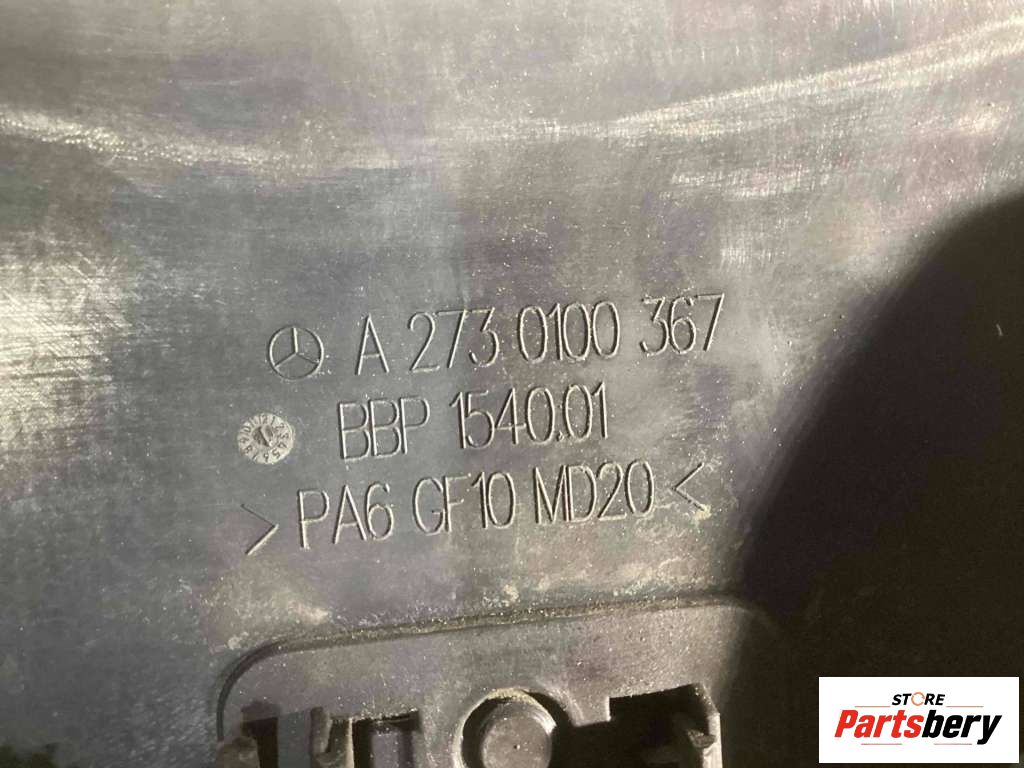 A 273 0100 367
BBP 1540.01
>PA6 GF10 MD20<
STORE
Partsbery